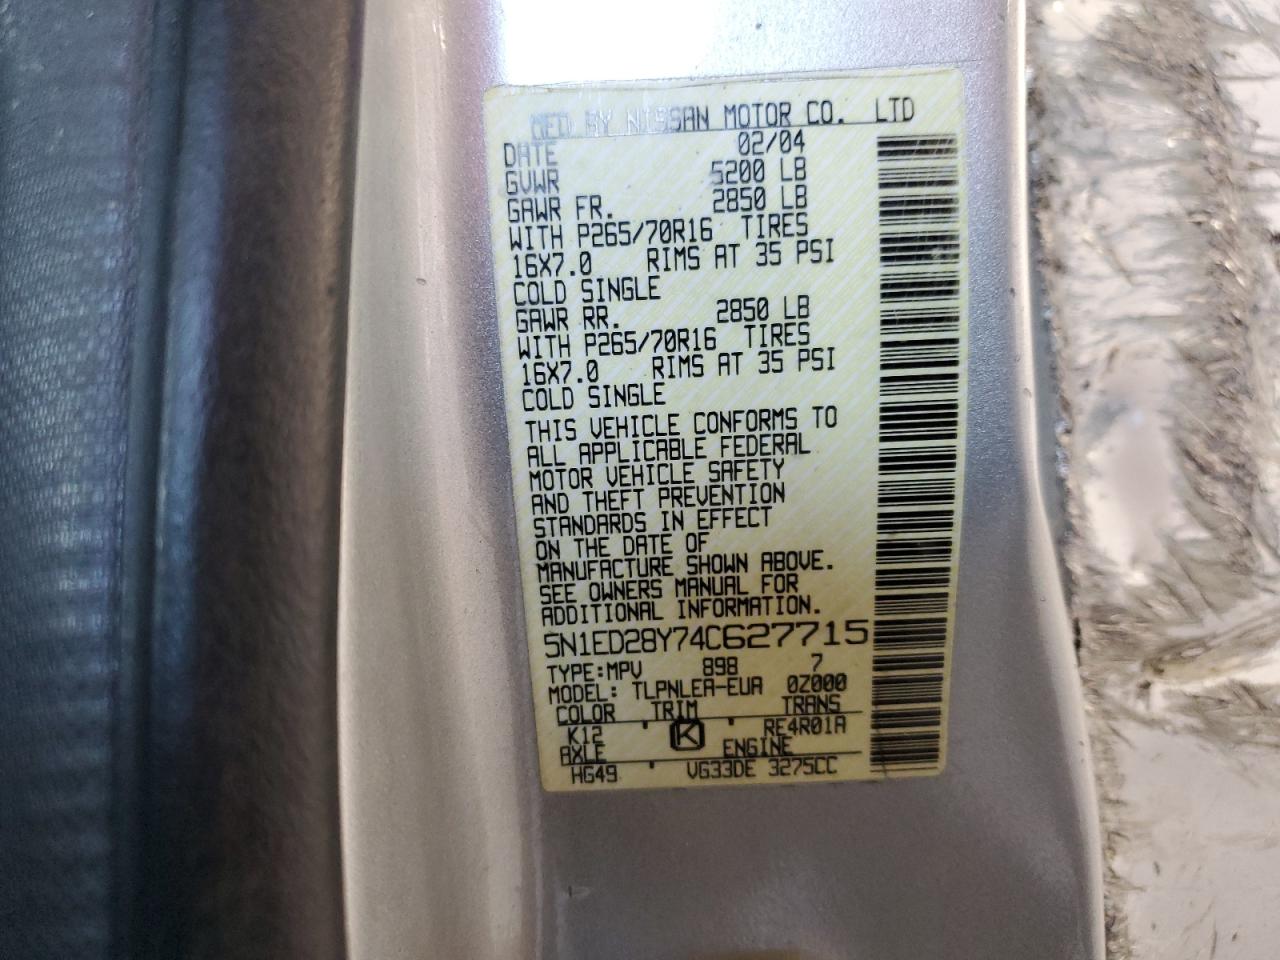 MFD BY NISSAN MOTOR CO. LTD
DATE 02/04
GVWR 5200 LB
GAWR FR. 2850 LB
WITH P265/70R16 TIRES
16X7.0 RIMS AT 35 PSI
COLD SINGLE
GAWR RR. 2850 LB
WITH P265/70R16 TIRES
16X7.0 RIMS AT 35 PSI
COLD SINGLE
THIS VEHICLE CONFORMS TO
ALL APPLICABLE FEDERAL
MOTOR VEHICLE SAFETY
AND THEFT PREVENTION
STANDARDS IN EFFECT
ON THE DATE OF
MANUFACTURE SHOWN ABOVE.
SEE OWNERS MANUAL FOR
ADDITIONAL INFORMATION.
5N1ED28Y74C627715
TYPE:MPV 898 7
MODEL: TLPNLEA-EUA 0Z000
COLOR TRIM TRANS
K12 K RE4R01A
AXLE ENGINE
HG49 VG33DE 3275CC